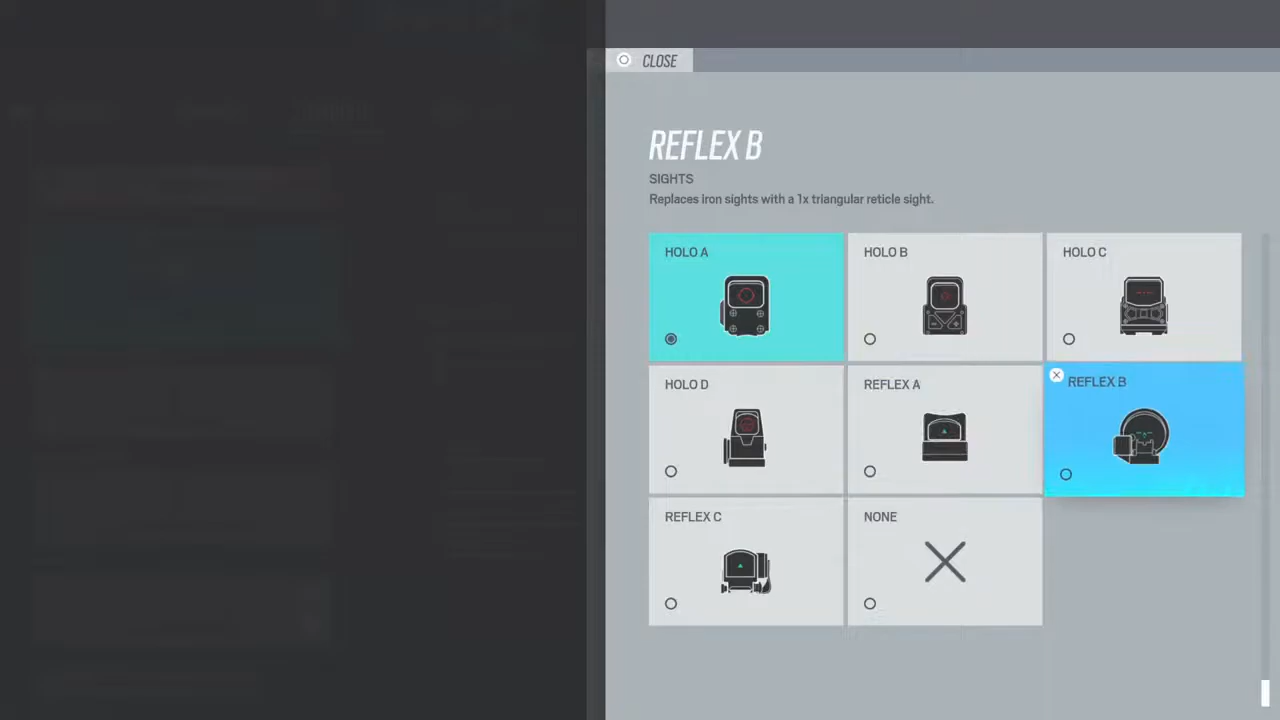 CLOSE
REFLEX B
SIGHTS
Replaces iron sights with a 1x triangular reticle sight.
HOLO A
HOLO B
HOLO C
HOLO D
REFLEX A
REFLEX B
REFLEX C
NONE